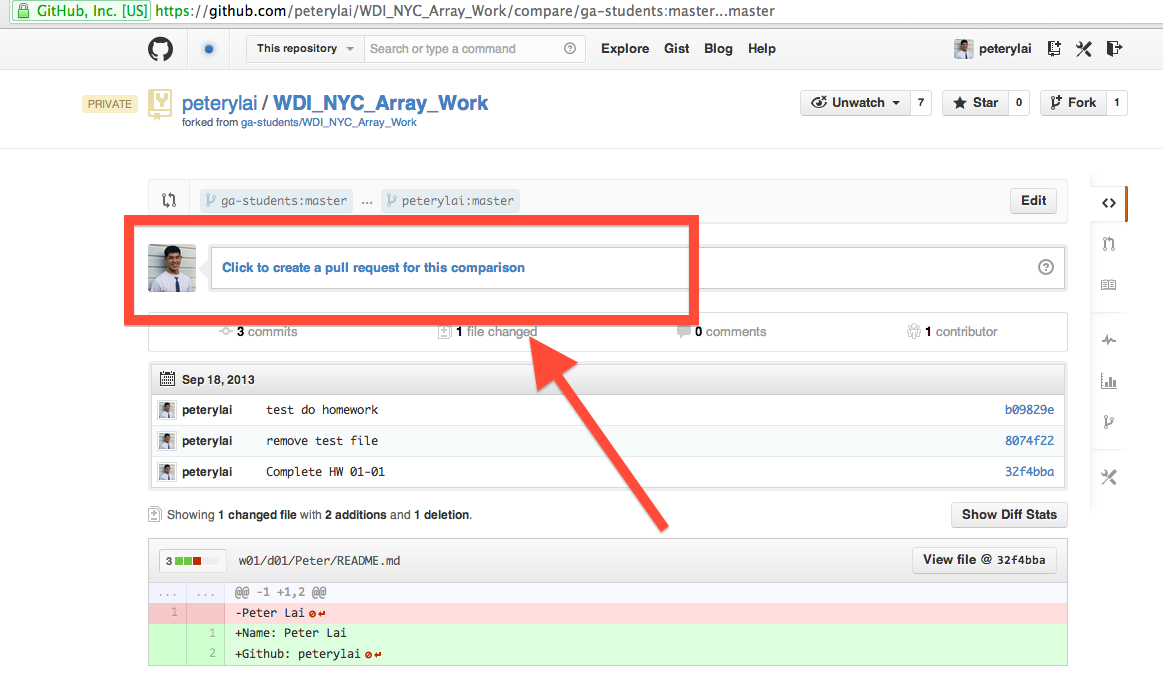 GitHub, Inc. [US] https://github.com/peterylai/WDI_NYC_Array_Work/compare/ga-students:master...master
This repository Search or type a command Explore Gist Blog Help peterylai
PRIVATE peterylai / WDI_NYC_Array_Work Unwatch 7 Star 0 Fork 1
forked from ga-students/WDI_NYC_Array_Work
ga-students:master ... peterylai:master Edit
Click to create a pull request for this comparison
3 commits 1 file changed 0 comments 1 contributor
Sep 18, 2013
peterylai test do homework b09829e
peterylai remove test file 8074f22
peterylai Complete HW 01-01 32f4bba
Showing 1 changed file with 2 additions and 1 deletion. Show Diff Stats
3 w01/d01/Peter/README.md View file @ 32f4bba
... ... @@ -1 +1,2 @@
1 -Peter Lai
1 +Name: Peter Lai
2 +Github: peterylai